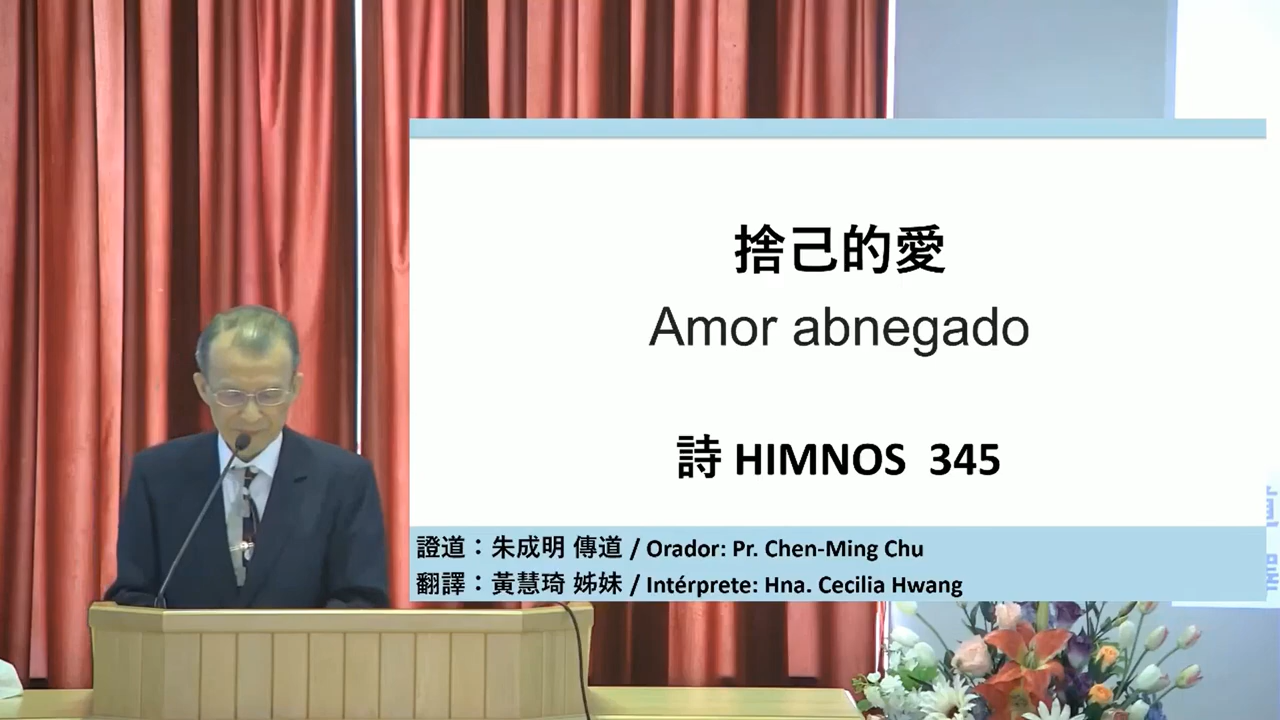 捨己的愛
Amor abnegado
詩 HIMNOS 345
證道：朱成明 傳道 / Orador: Pr. Chen-Ming Chu
翻譯：黃慧琦 姊妹 / Intérprete: Hna. Cecilia Hwang